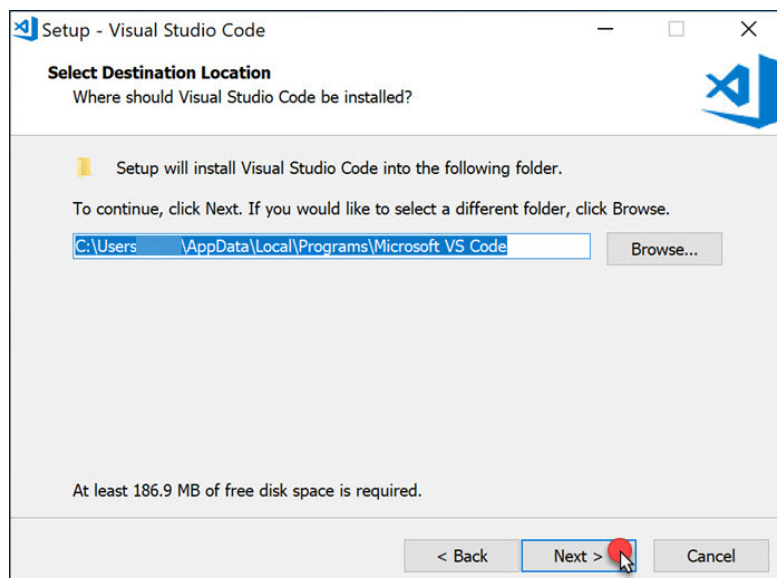 Setup - Visual Studio Code
Select Destination Location
Where should Visual Studio Code be installed?
Setup will install Visual Studio Code into the following folder.
To continue, click Next. If you would like to select a different folder, click Browse.
C:\Users \AppData\Local\Programs\Microsoft VS Code
Browse...
At least 186.9 MB of free disk space is required.
< Back Next > Cancel